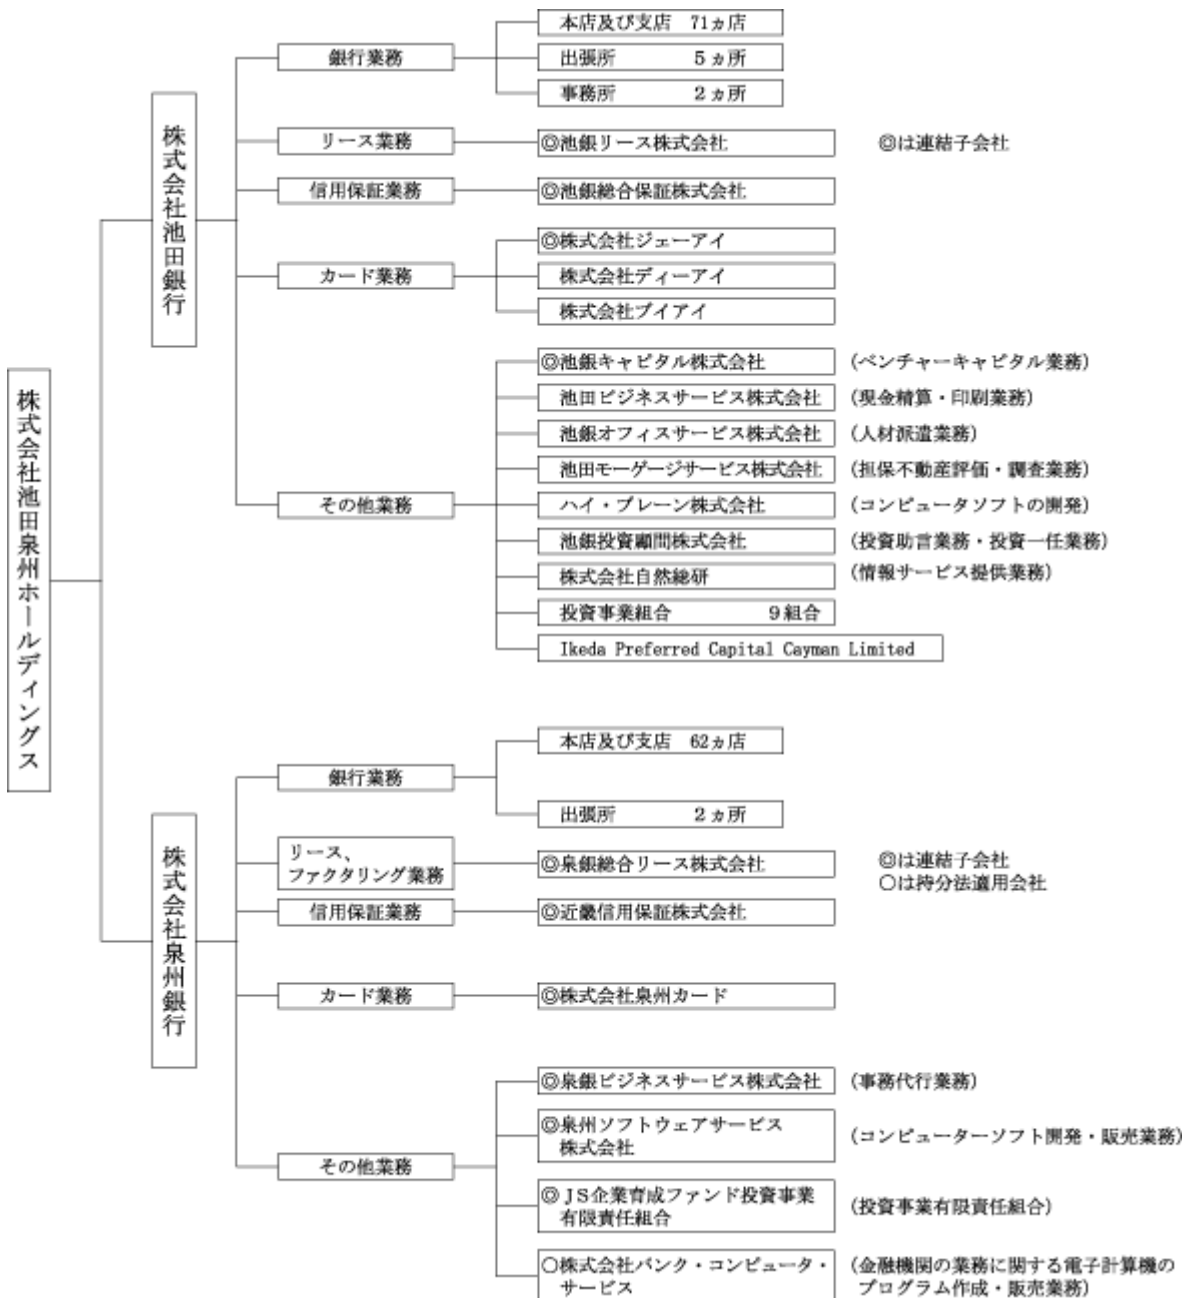 株式会社池田泉州ホールディングス
株式会社池田銀行
銀行業務
本店及び支店 71ヵ店
出張所 5ヵ所
事務所 2ヵ所
リース業務
◎池銀リース株式会社
◎は連結子会社
信用保証業務
◎池銀総合保証株式会社
カード業務
◎株式会社ジェーアイ
株式会社ディーアイ
株式会社ブイアイ
その他業務
◎池銀キャピタル株式会社
(ベンチャーキャピタル業務)
池田ビジネスサービス株式会社
(現金精算・印刷業務)
池銀オフィスサービス株式会社
(人材派遣業務)
池田モーゲージサービス株式会社
(担保不動産評価・調査業務)
ハイ・ブレーン株式会社
(コンピュータソフトの開発)
池銀投資顧問株式会社
(投資助言業務・投資一任業務)
株式会社自然総研
(情報サービス提供業務)
投資事業組合 9組合
Ikeda Preferred Capital Cayman Limited
株式会社泉州銀行
銀行業務
本店及び支店 62ヵ店
出張所 2ヵ所
リース、
ファクタリング業務
◎泉銀総合リース株式会社
◎は連結子会社
○は持分法適用会社
信用保証業務
◎近畿信用保証株式会社
カード業務
◎株式会社泉州カード
その他業務
◎泉銀ビジネスサービス株式会社
(事務代行業務)
◎泉州ソフトウェアサービス
株式会社
(コンピューターソフト開発・販売業務)
◎JS企業育成ファンド投資事業
有限責任組合
(投資事業有限責任組合)
○株式会社バンク・コンピュータ・
サービス
(金融機関の業務に関する電子計算機の
プログラム作成・販売業務)